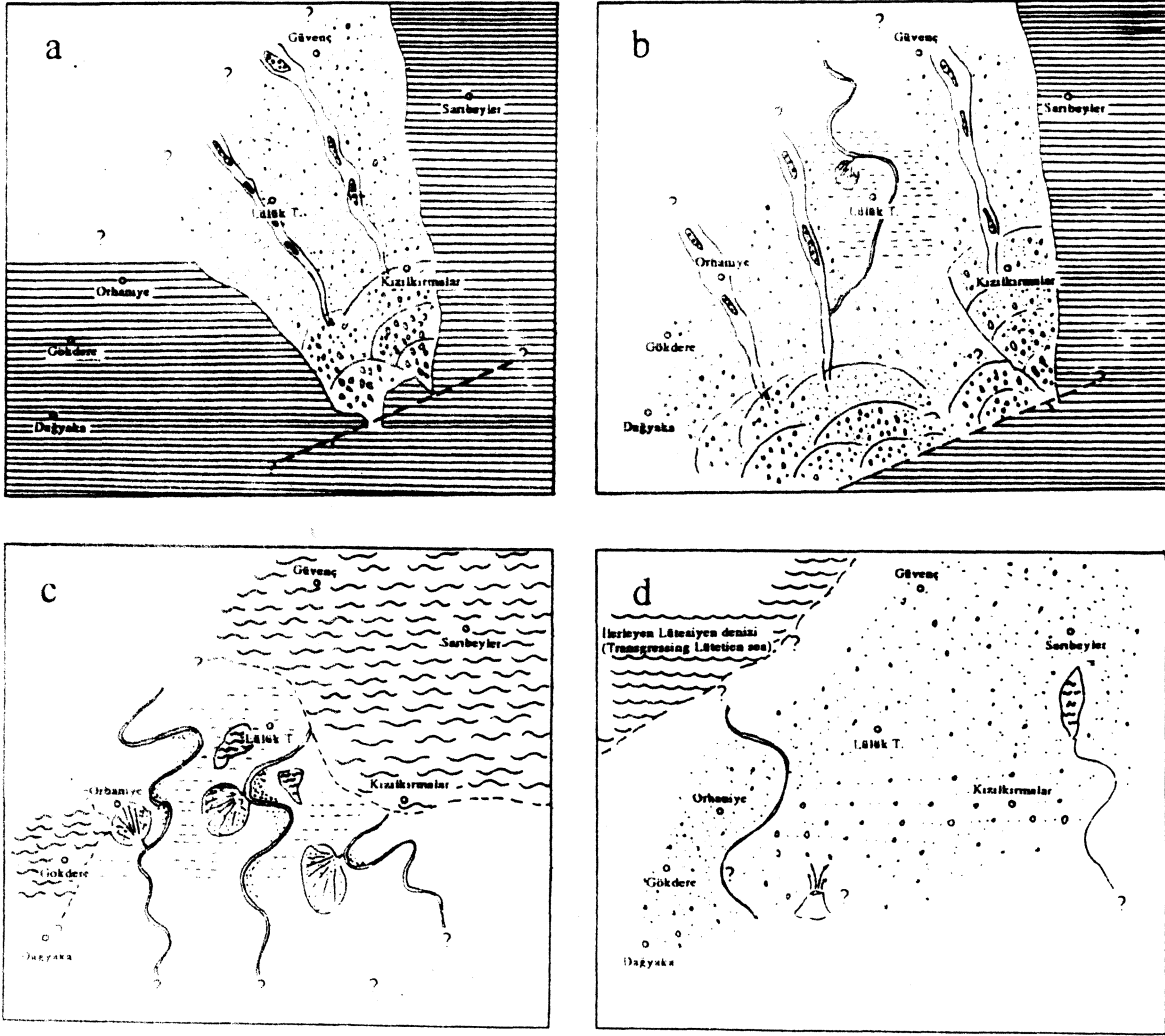 a
?
Güvenç
?
Sarıbeyler
?
Lülük T.
?
Orhaniye
Kızılkırmalar
Gökdere
?
Dağyaka
?
b
?
Güvenç
Sarıbeyler
?
Lülük T.
Orhaniye
Kızılkırmalar
Gökdere
?
?
Dağyaka
c
Güvenç
Sarıbeyler
?
Lülük T.
Orhaniye
Kızılkırmalar
Gökdere
?
Dağyaka
?
?
?
d
Güvenç
İlerleyen Lütesiyen denizi
(Transgressing Lütetien sea)
?
Sarıbeyler
?
Lülük T.
Orhaniye
Kızılkırmalar
Gökdere
?
?
?
Dağyaka